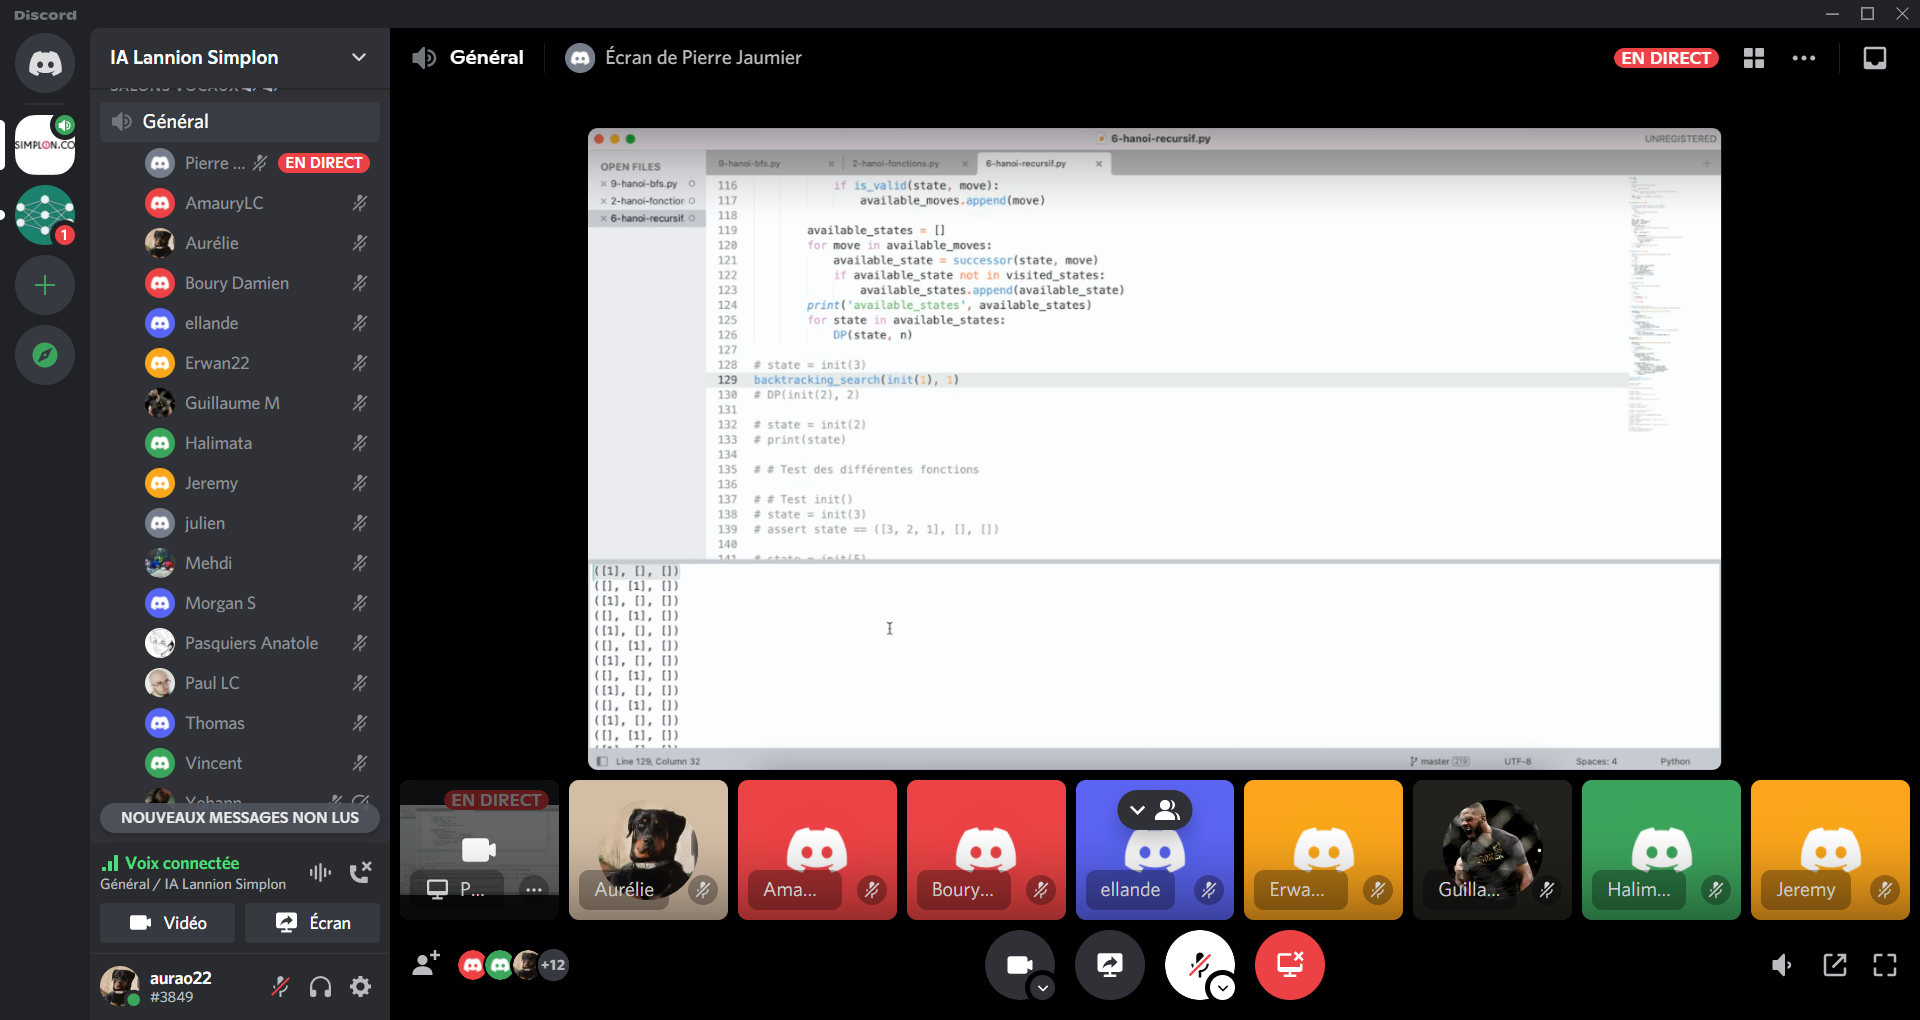 Discord
IA Lannion Simplon
Général
Écran de Pierre Jaumier
EN DIRECT
SALONS VOCAUX
Général
Pierre ...
EN DIRECT
AmauryLC
Aurélie
Boury Damien
ellande
Erwan22
Guillaume M
Halimata
Jeremy
julien
Mehdi
Morgan S
Pasquiers Anatole
Paul LC
Thomas
Vincent
Yohann
NOUVEAUX MESSAGES NON LUS
Voix connectée
Général / IA Lannion Simplon
Vidéo
Écran
aurao22
#3849
SIMPLON.CO
1
6-hanoi-recursif.py
UNREGISTERED
OPEN FILES
9-hanoi-bfs.py
2-hanoi-fonction
6-hanoi-recursif.
9-hanoi-bfs.py
2-hanoi-fonctions.py
6-hanoi-recursif.py
116 if is_valid(state, move):
117 available_moves.append(move)
118
119 available_states = []
120 for move in available_moves:
121 available_state = successor(state, move)
122 if available_state not in visited_states:
123 available_states.append(available_state)
124 print('available_states', available_states)
125 for state in available_states:
126 DP(state, n)
127
128 # state = init(3)
129 backtracking_search(init(1), 1)
130 # DP(init(2), 2)
131
132 # state = init(2)
133 # print(state)
134
135 # # Test des différentes fonctions
136
137 # # Test init()
138 # state = init(3)
139 # assert state == ([3, 2, 1], [], [])
140
141 # state = init(5)
([1], [], [])
([], [1], [])
([1], [], [])
([], [1], [])
([1], [], [])
([], [1], [])
([1], [], [])
([], [1], [])
([1], [], [])
([], [1], [])
([1], [], [])
([], [1], [])
([1], [], [])
Line 129, Column 32
master 219
UTF-8
Spaces: 4
Python
EN DIRECT
P...
Aurélie
Ama...
Boury...
ellande
Erwa...
Guilla...
Halim...
Jeremy
+12